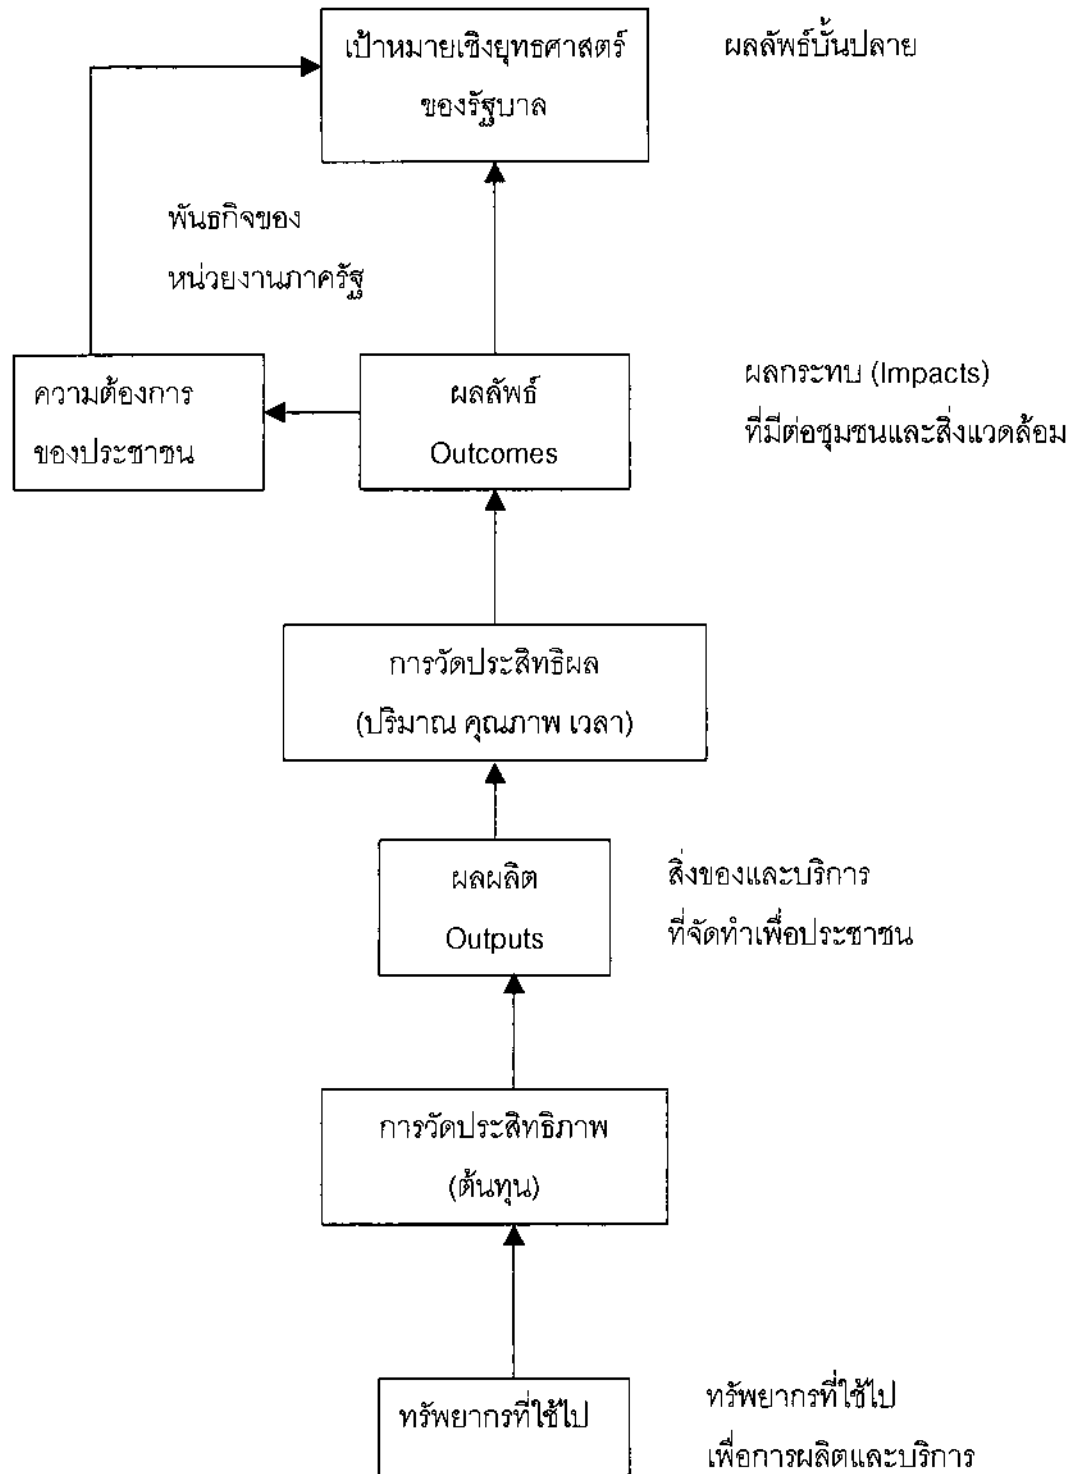 เป้าหมายเชิงยุทธศาสตร์
ของรัฐบาล
ผลลัพธ์บั้นปลาย
พันธกิจของ
หน่วยงานภาครัฐ
ความต้องการ
ของประชาชน
ผลลัพธ์
Outcomes
ผลกระทบ (Impacts)
ที่มีต่อชุมชนและสิ่งแวดล้อม
การวัดประสิทธิผล
(ปริมาณ คุณภาพ เวลา)
ผลผลิต
Outputs
สิ่งของและบริการ
ที่จัดทำเพื่อประชาชน
การวัดประสิทธิภาพ
(ต้นทุน)
ทรัพยากรที่ใช้ไป
ทรัพยากรที่ใช้ไป
เพื่อการผลิตและบริการ